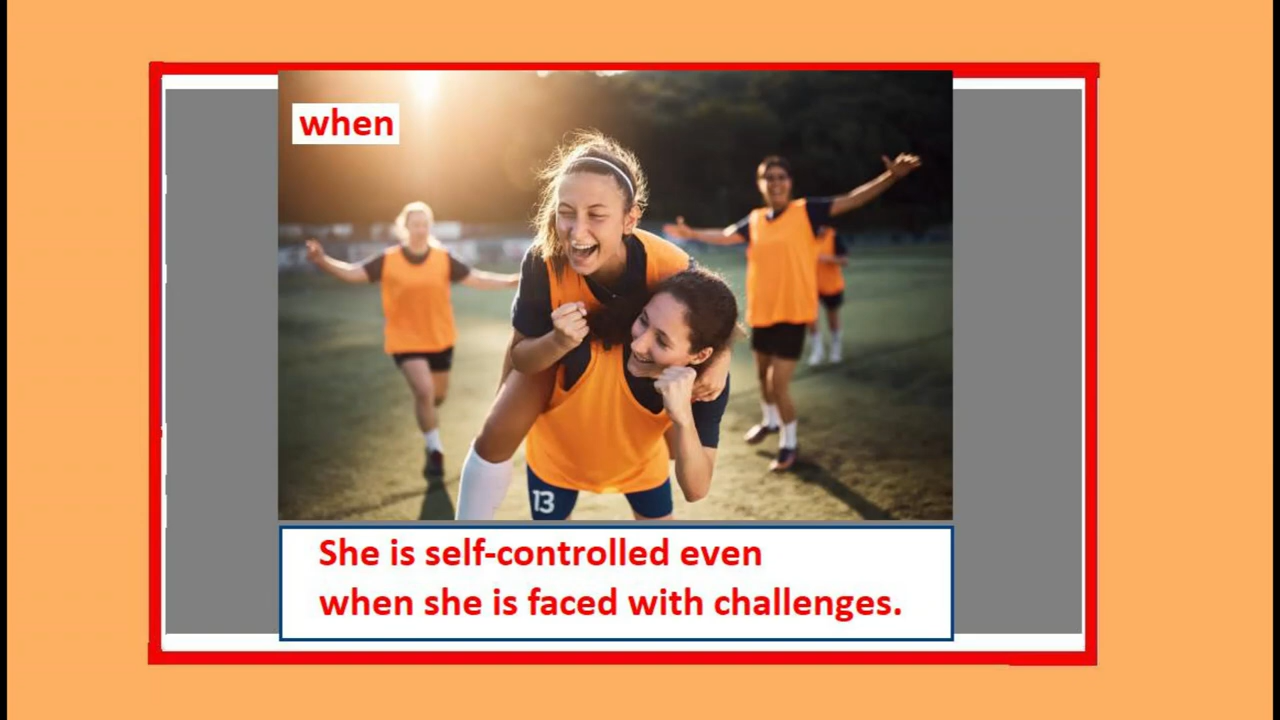 when
She is self-controlled even
when she is faced with challenges.
13